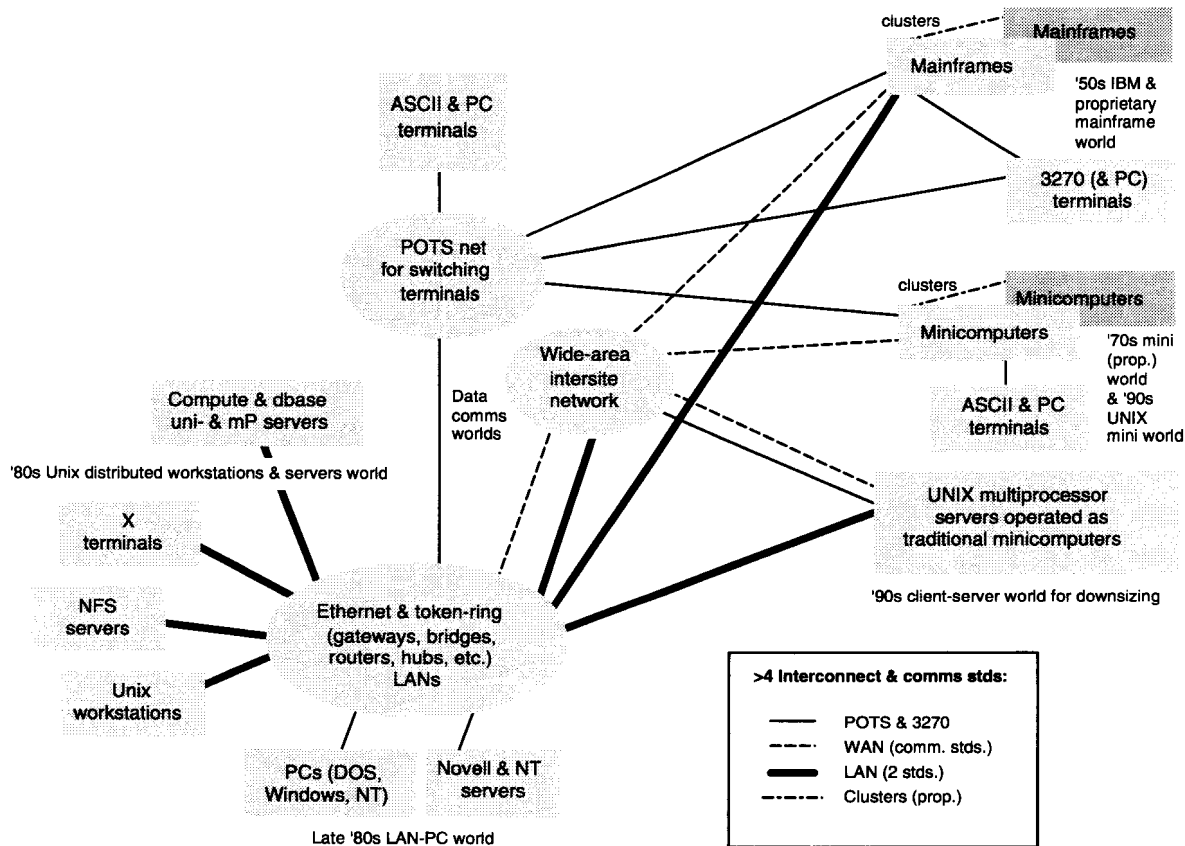 clusters
Mainframes
Mainframes
'50s IBM &
proprietary
mainframe
world
ASCII & PC
terminals
3270 (& PC)
terminals
POTS net
for switching
terminals
clusters
Minicomputers
Minicomputers
'70s mini
(prop.)
world
& '90s
UNIX
mini world
ASCII & PC
terminals
Wide-area
intersite
network
Data
comms
worlds
Compute & dbase
uni- & mP servers
'80s Unix distributed workstations & servers world
X
terminals
NFS
servers
Unix
workstations
Ethernet & token-ring
(gateways, bridges,
routers, hubs, etc.)
LANs
UNIX multiprocessor
servers operated as
traditional minicomputers
'90s client-server world for downsizing
PCs (DOS,
Windows, NT)
Novell & NT
servers
Late '80s LAN-PC world
>4 Interconnect & comms stds:
POTS & 3270
WAN (comm. stds.)
LAN (2 stds.)
Clusters (prop.)